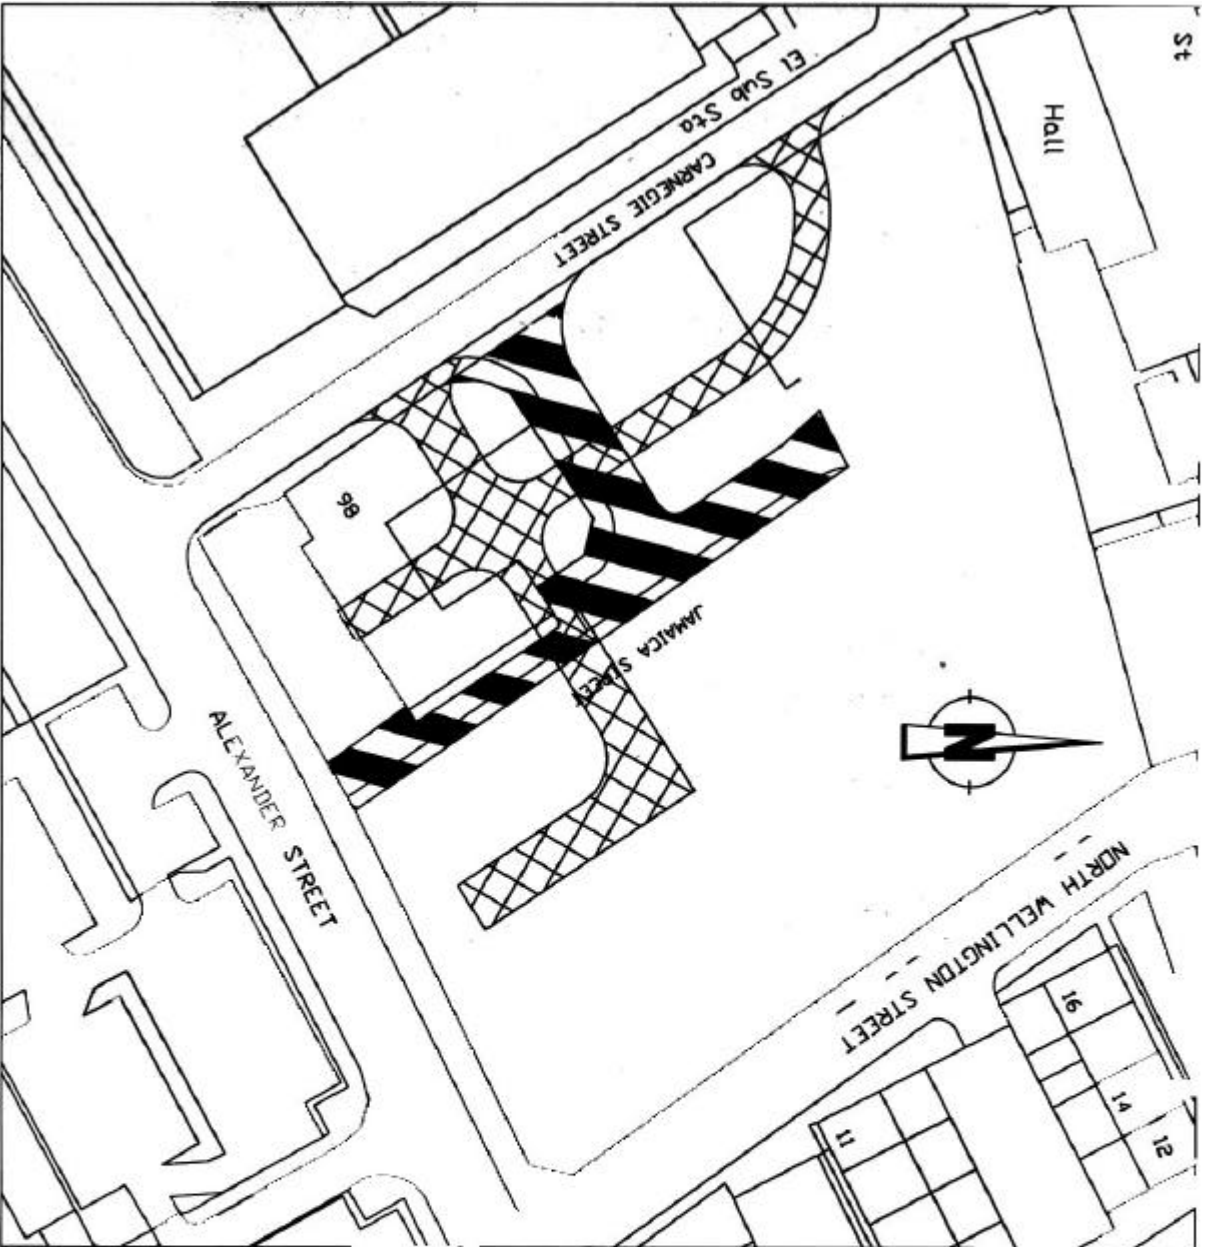 St
Hall
El Sub Sta
CARNEGIE STREET
98
JAMAICA STREET
ALEXANDER STREET
N
NORTH WELLINGTON STREET
16
14
12
11